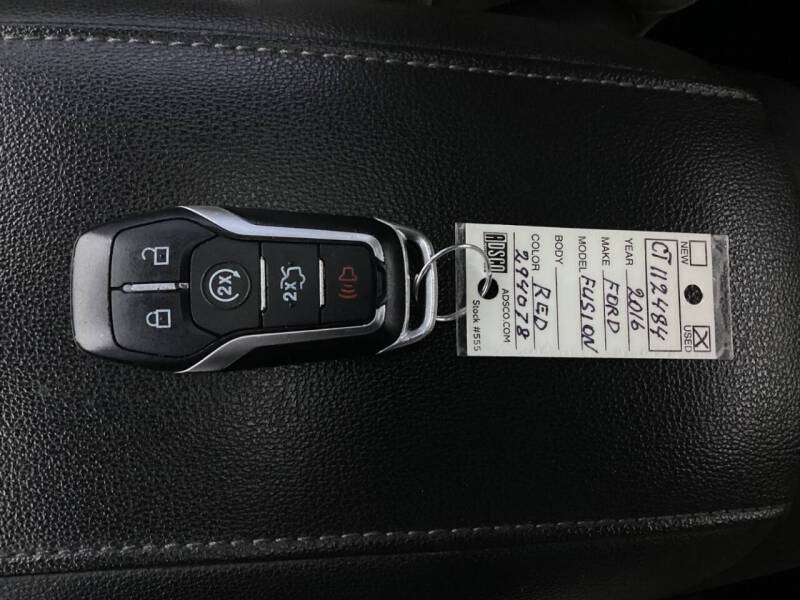 2x
2x
NEW
USED
CT112484
YEAR 2016
MAKE FORD
MODEL FUSION
BODY
COLOR RED
294078
ADSCO ADSCO.COM Stock #555